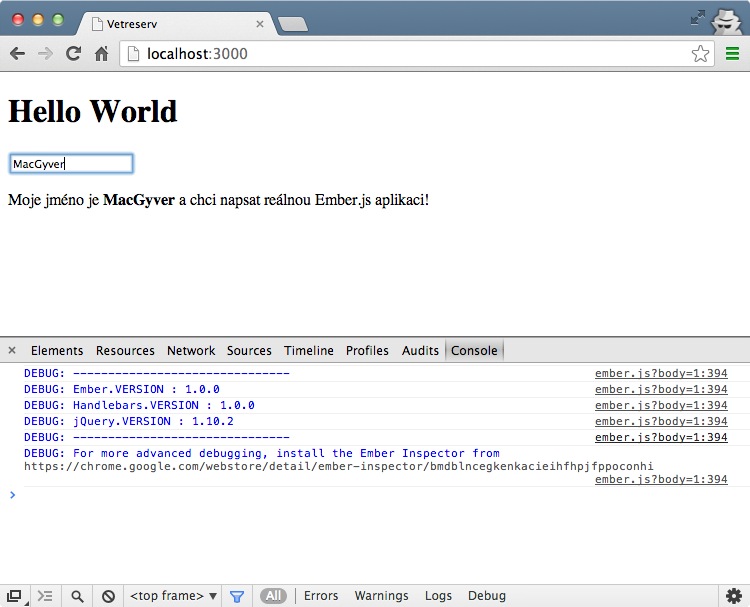 Vetreserv
localhost:3000
Hello World
MacGyver
Moje jméno je MacGyver a chci napsat reálnou Ember.js aplikaci!
Elements Resources Network Sources Timeline Profiles Audits Console
DEBUG: ------------------------------- ember.js?body=1:394
DEBUG: Ember.VERSION : 1.0.0 ember.js?body=1:394
DEBUG: Handlebars.VERSION : 1.0.0 ember.js?body=1:394
DEBUG: jQuery.VERSION : 1.10.2 ember.js?body=1:394
DEBUG: ------------------------------- ember.js?body=1:394
DEBUG: For more advanced debugging, install the Ember Inspector from
https://chrome.google.com/webstore/detail/ember-inspector/bmdblncegkenkacieihfhpjfppoconhi
ember.js?body=1:394
<top frame> All Errors Warnings Logs Debug